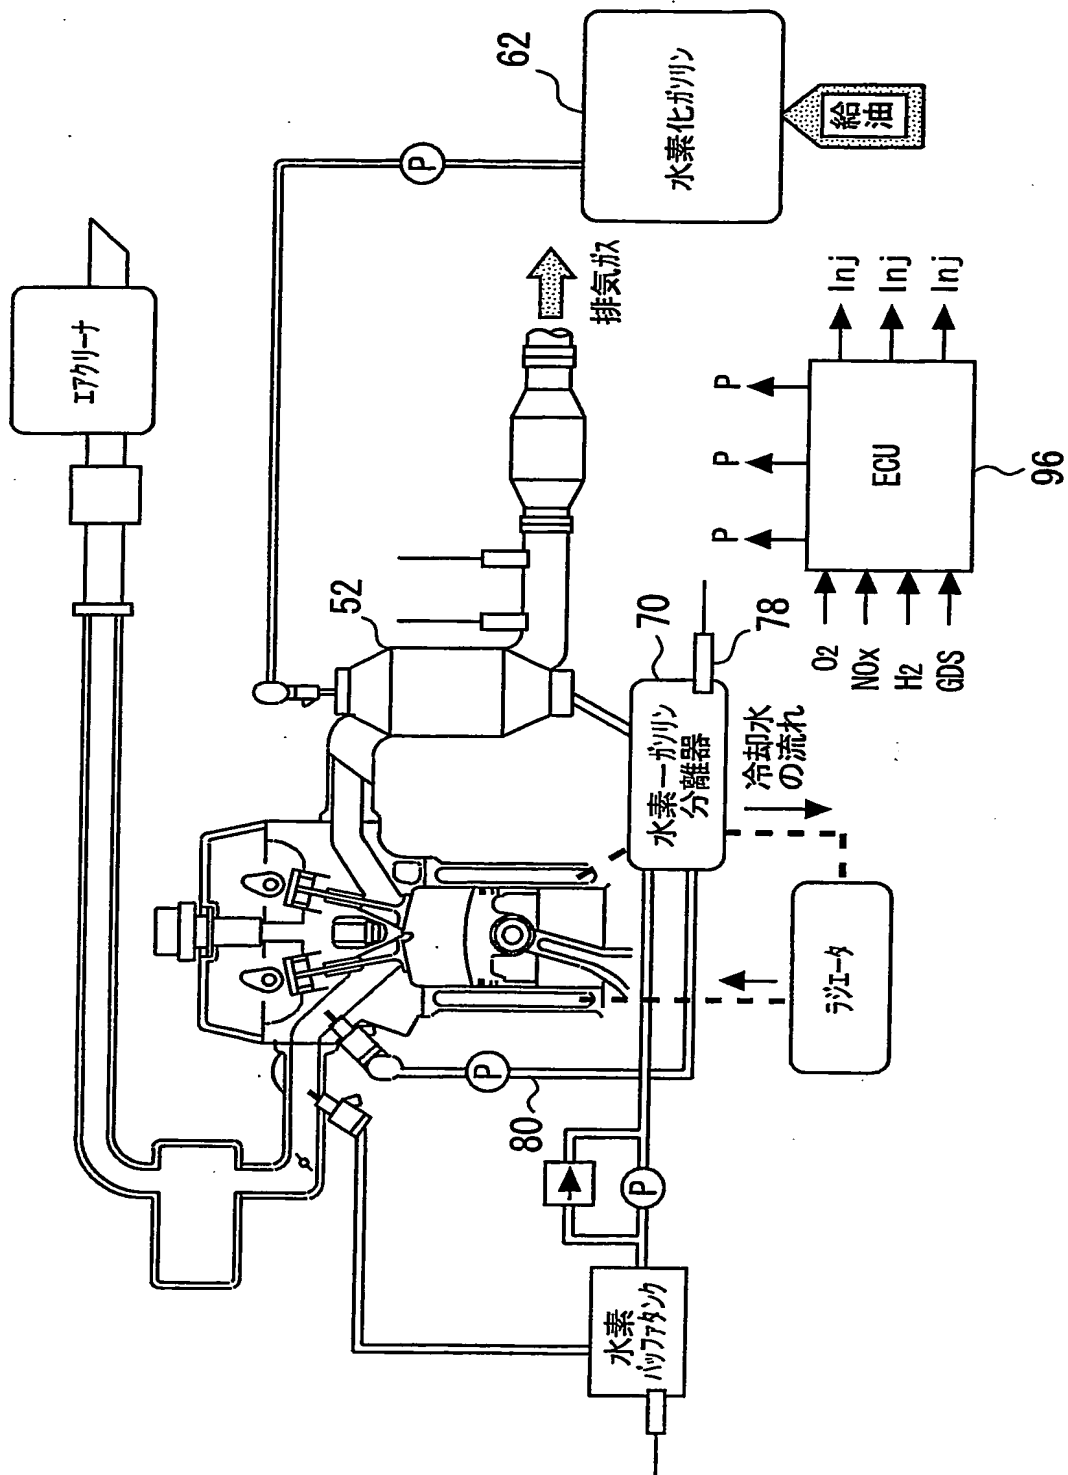 エアクリーナ
62
水素化ガソリン
給油
P
排気ガス
52
70
水素ーガソリン
分離器
78
冷却水
の流れ
ラジエータ
P
80
P
水素
バッファタンク
ECU
96
P
P
P
Inj
Inj
Inj
O2
NOx
H2
GDS